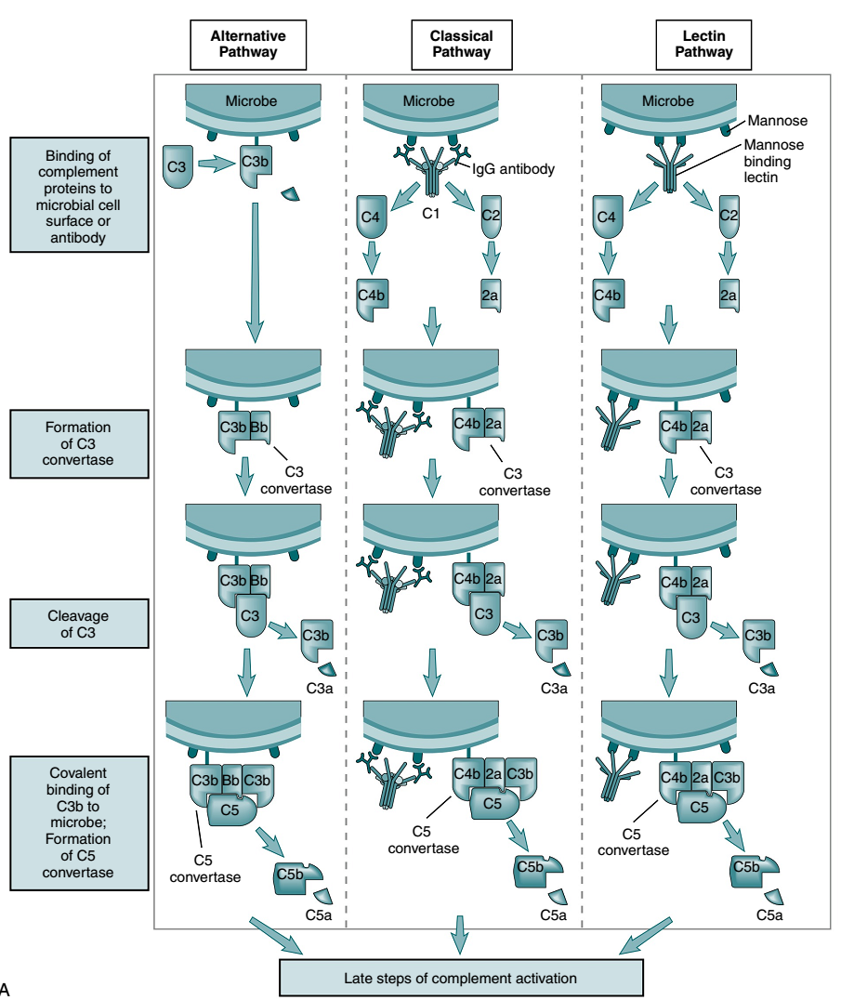 Alternative
Pathway
Classical
Pathway
Lectin
Pathway
Binding of
complement
proteins to
microbial cell
surface or
antibody
Microbe
C3
C3b
Microbe
IgG antibody
C1
C4
C2
C4b
2a
Microbe
Mannose
Mannose
binding
lectin
C4
C2
C4b
2a
Formation
of C3
convertase
C3b Bb
C3
convertase
C4b 2a
C3
convertase
C4b 2a
C3
convertase
Cleavage
of C3
C3b Bb
C3
C3b
C3a
C4b 2a
C3
C3b
C3a
C4b 2a
C3
C3b
C3a
Covalent
binding of
C3b to
microbe;
Formation
of C5
convertase
C3b Bb C3b
C5
C5
convertase
C5b
C5a
C4b 2a C3b
C5
C5
convertase
C5b
C5a
C4b 2a C3b
C5
C5
convertase
C5b
C5a
Late steps of complement activation
A